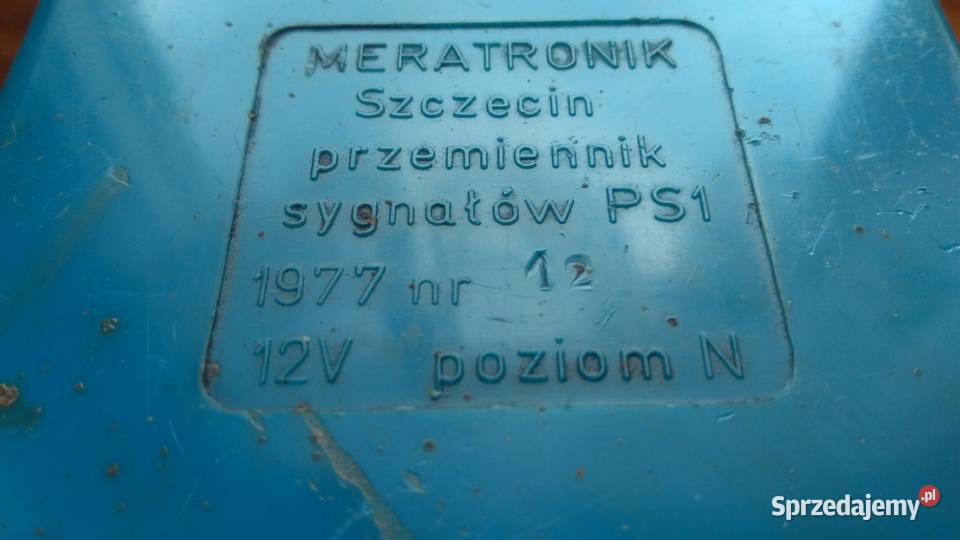 MERATRONIK
Szczecin
przemiennik
sygnałów PS1
1977 nr 12
12V poziom N
Sprzedajemy.pl